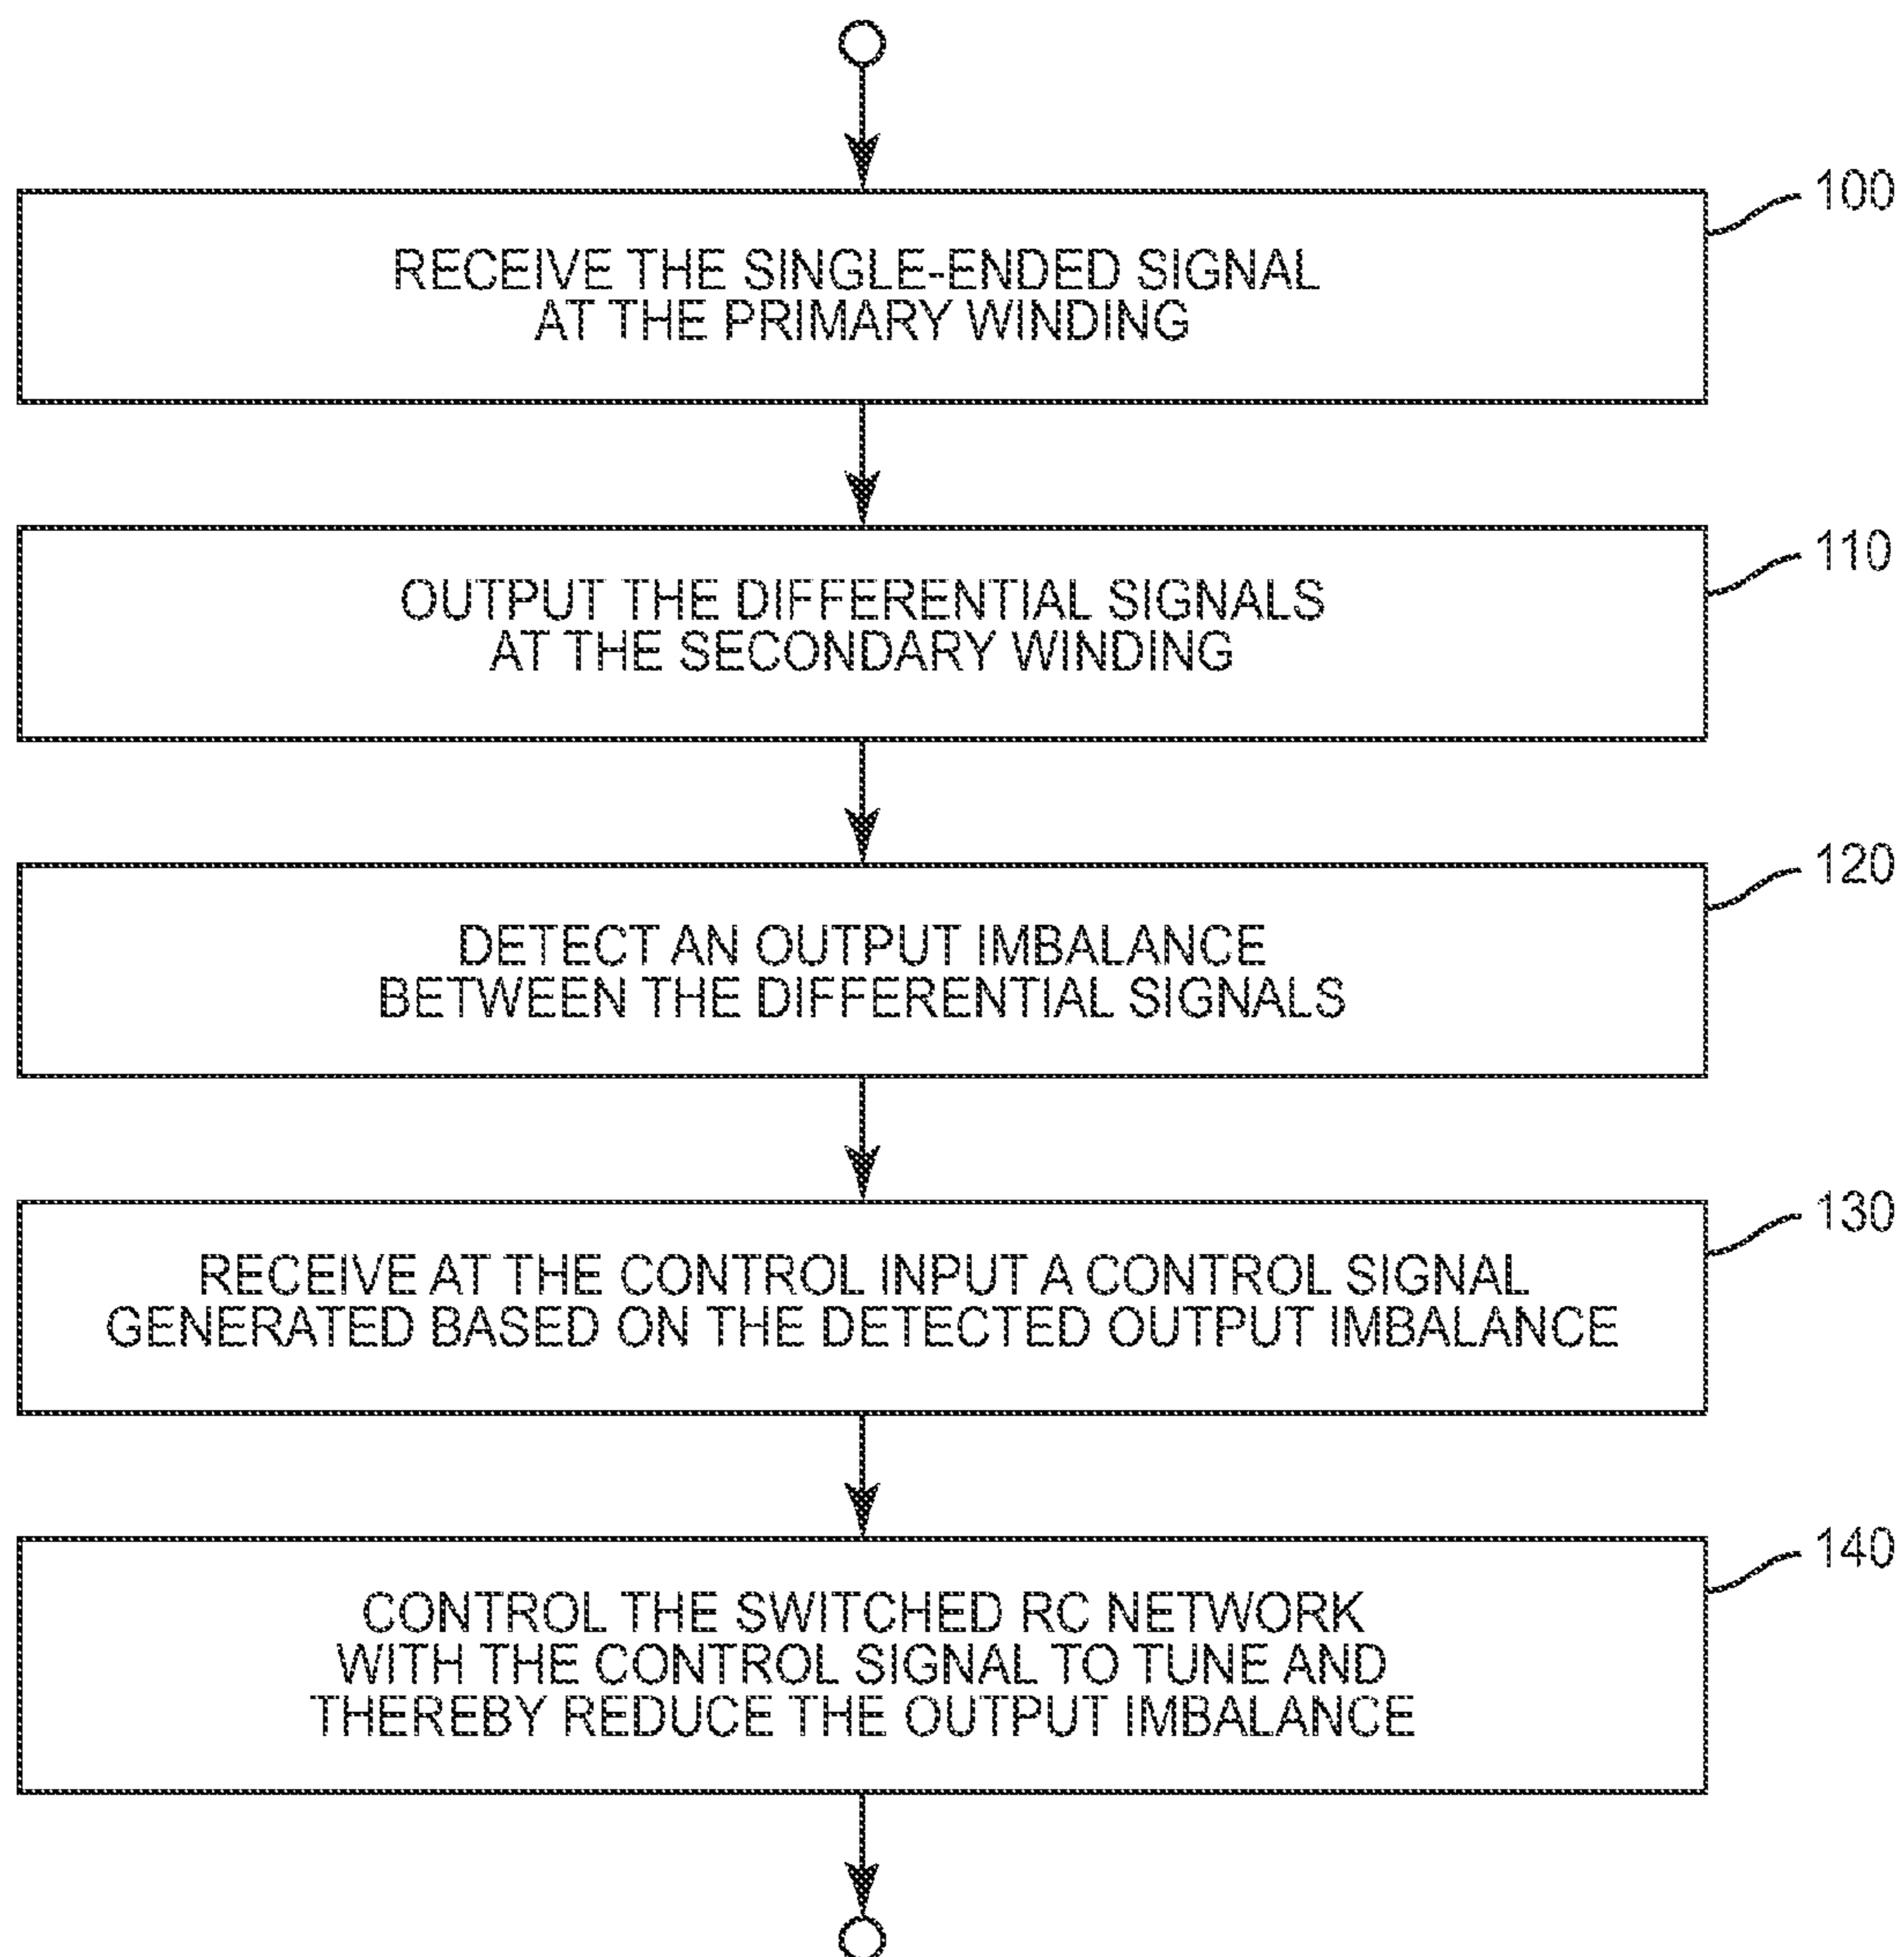 100
RECEIVE THE SINGLE-ENDED SIGNAL
AT THE PRIMARY WINDING
110
OUTPUT THE DIFFERENTIAL SIGNALS
AT THE SECONDARY WINDING
120
DETECT AN OUTPUT IMBALANCE
BETWEEN THE DIFFERENTIAL SIGNALS
130
RECEIVE AT THE CONTROL INPUT A CONTROL SIGNAL
GENERATED BASED ON THE DETECTED OUTPUT IMBALANCE
140
CONTROL THE SWITCHED RC NETWORK
WITH THE CONTROL SIGNAL TO TUNE AND
THEREBY REDUCE THE OUTPUT IMBALANCE